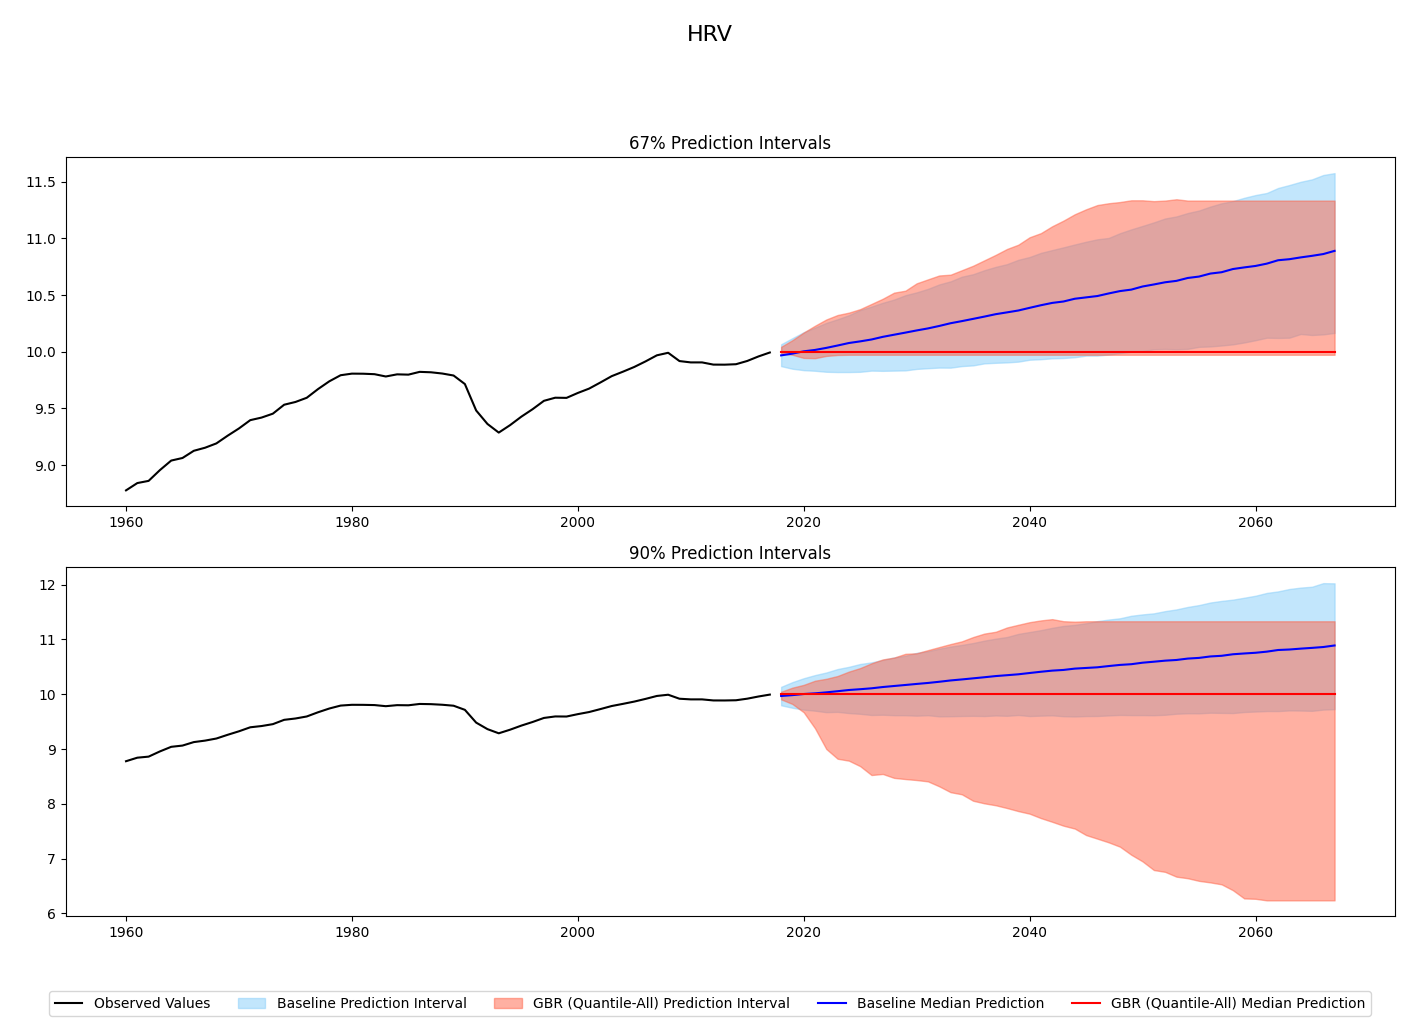 HRV
67% Prediction Intervals
11.5
11.0
10.5
10.0
9.5
9.0
1960 1980 2000 2020 2040 2060
90% Prediction Intervals
12
11
10
9
8
7
6
1960 1980 2000 2020 2040 2060
Observed Values Baseline Prediction Interval GBR (Quantile-All) Prediction Interval Baseline Median Prediction GBR (Quantile-All) Median Prediction